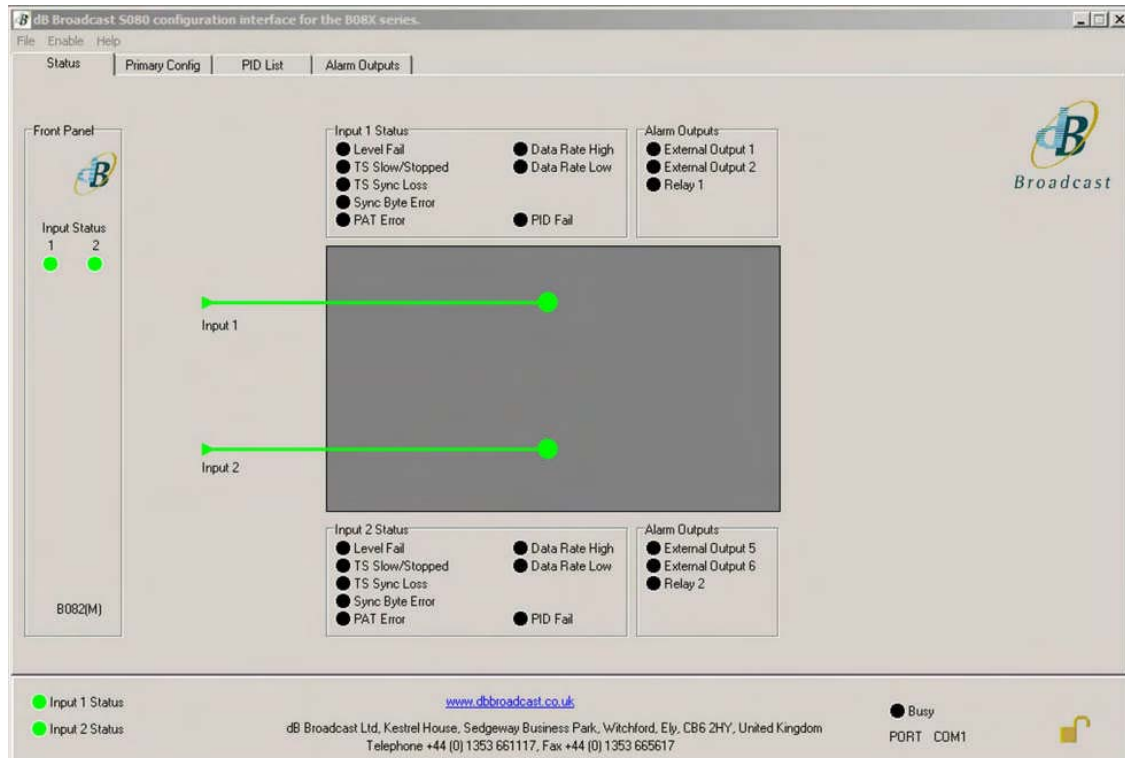 dB Broadcast S080 configuration interface for the B08X series.
File Enable Help
Status Primary Config PID List Alarm Outputs
Front Panel
dB
Input Status
1 2
B082(M)
Input 1 Status
Level Fail
TS Slow/Stopped
TS Sync Loss
Sync Byte Error
PAT Error
Data Rate High
Data Rate Low
PID Fail
Alarm Outputs
External Output 1
External Output 2
Relay 1
dB
Broadcast
Input 1
Input 2
Input 2 Status
Level Fail
TS Slow/Stopped
TS Sync Loss
Sync Byte Error
PAT Error
Data Rate High
Data Rate Low
PID Fail
Alarm Outputs
External Output 5
External Output 6
Relay 2
Input 1 Status
Input 2 Status
www.dbbroadcast.co.uk
dB Broadcast Ltd, Kestrel House, Sedgeway Business Park, Witchford, Ely, CB6 2HY, United Kingdom
Telephone +44 (0) 1353 661117, Fax +44 (0) 1353 665617
Busy
PORT COM1